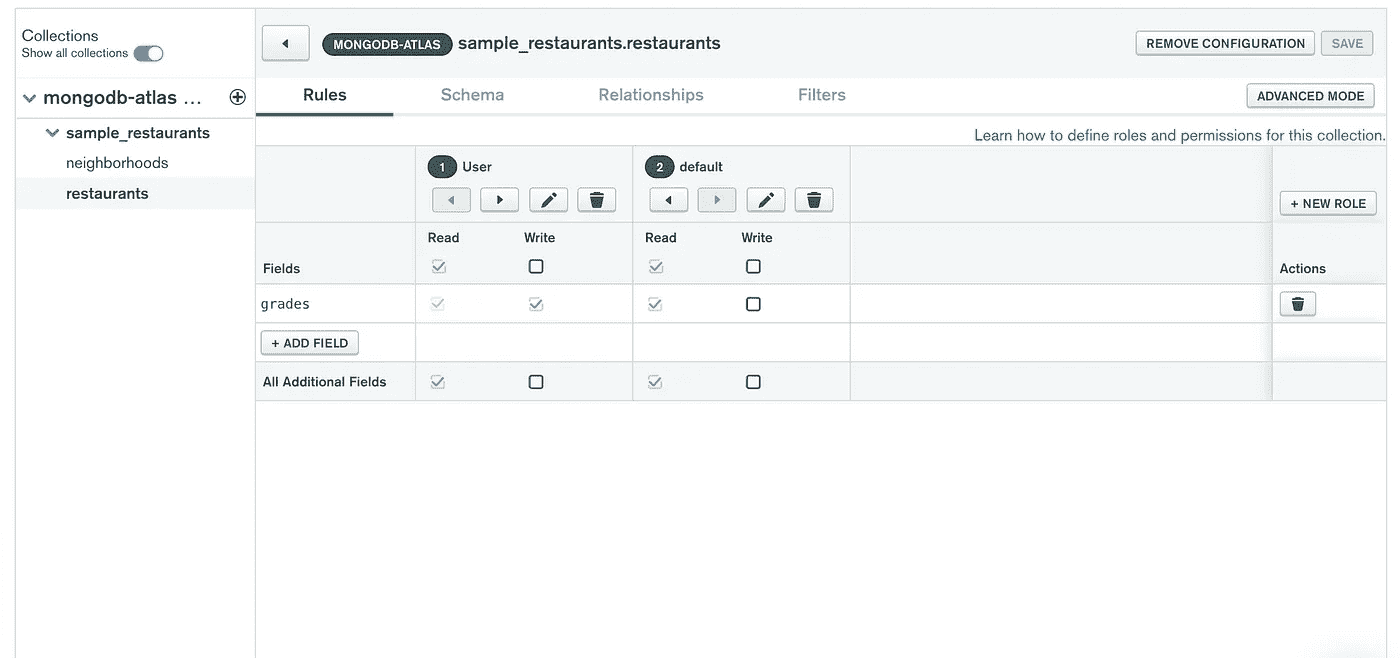 Collections
Show all collections
mongodb-atlas ...
sample_restaurants
neighborhoods
restaurants
MONGODB-ATLAS sample_restaurants.restaurants
REMOVE CONFIGURATION SAVE
Rules Schema Relationships Filters
ADVANCED MODE
Learn how to define roles and permissions for this collection.
1 User 2 default
+ NEW ROLE
Read Write Read Write
Fields Actions
grades
+ ADD FIELD
All Additional Fields